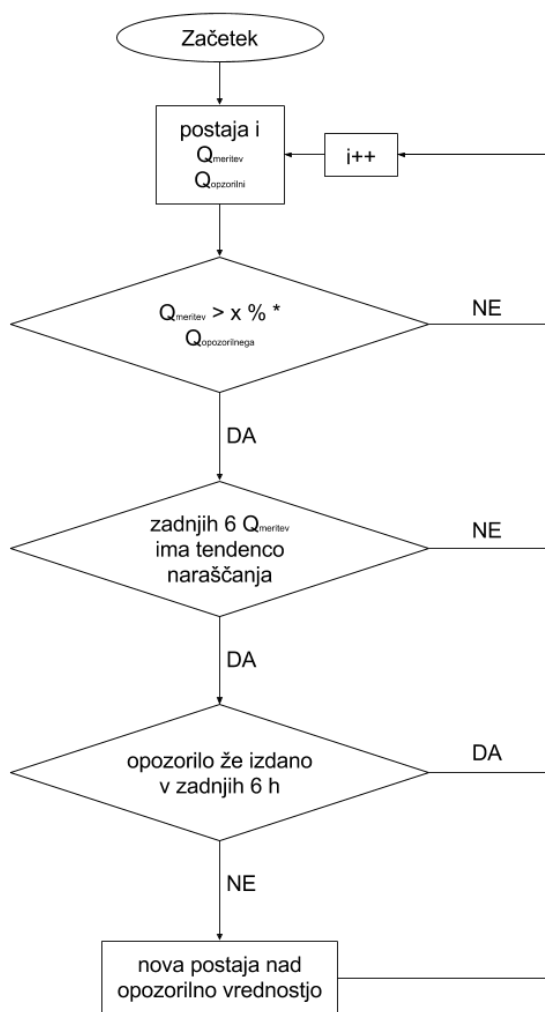 Začetek
postaja i
Qmeritev
Qopzorilni
i++
Qmeritev > x % *
Qopozorilnega
NE
DA
zadnjih 6 Qmeritev
ima tendenco
naraščanja
NE
DA
opozorilo že izdano
v zadnjih 6 h
DA
NE
nova postaja nad
opozorilno vrednostjo